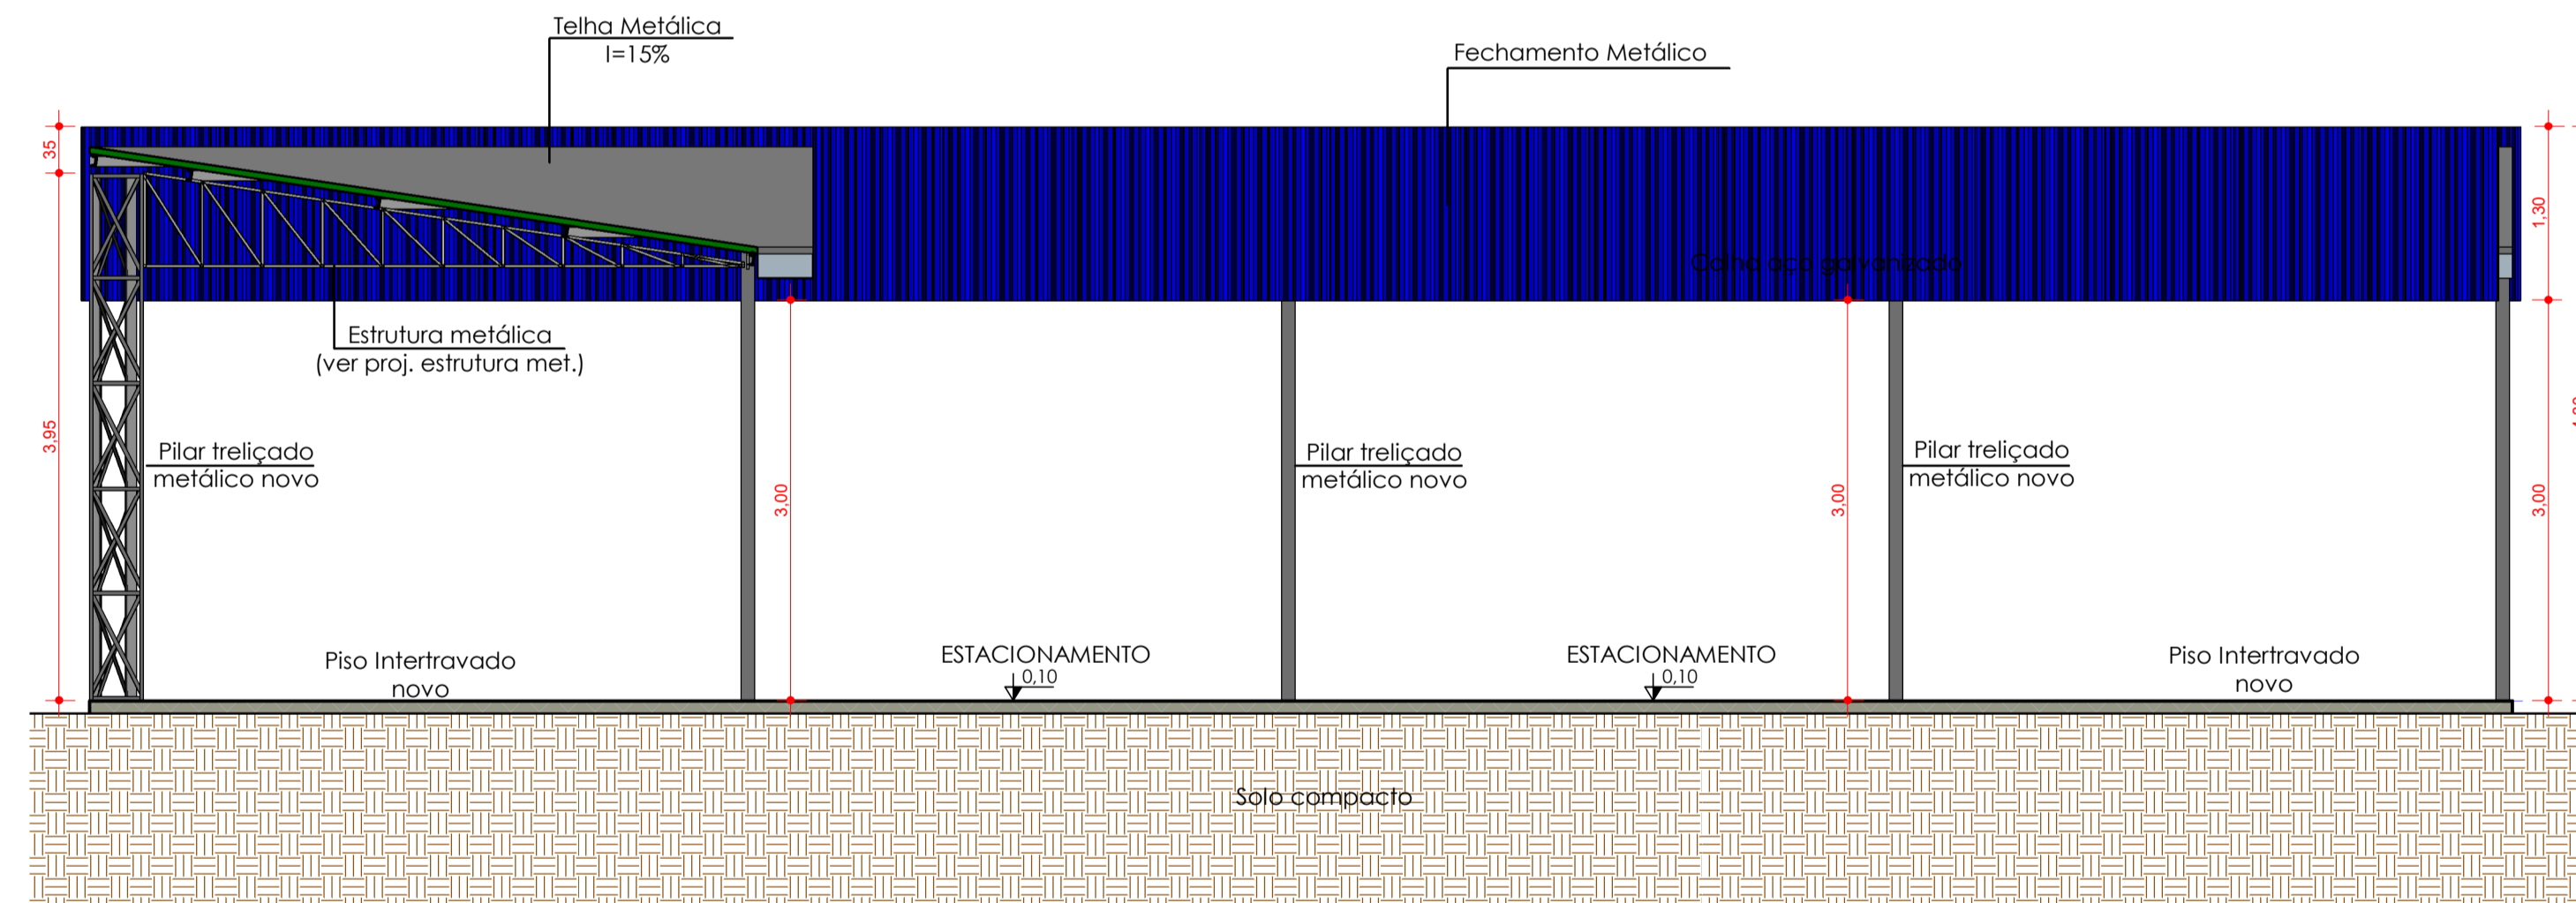 Telha Metálica
I=15%
Fechamento Metálico
35
1,30
Calha aço galvanizado
Estrutura metálica
(ver proj. estrutura met.)
3,95
Pilar treliçado
metálico novo
3,00
Pilar treliçado
metálico novo
3,00
Pilar treliçado
metálico novo
3,00
Piso Intertravado
novo
ESTACIONAMENTO
0,10
ESTACIONAMENTO
0,10
Piso Intertravado
novo
Solo compacto